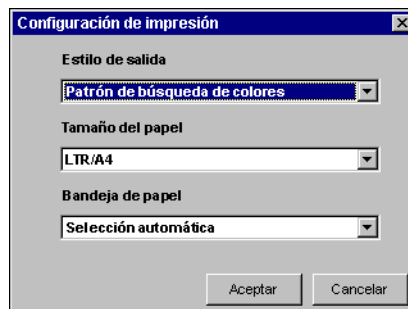 Configuración de impresión
Estilo de salida
Patrón de búsqueda de colores
Tamaño del papel
LTR/A4
Bandeja de papel
Selección automática
Aceptar Cancelar